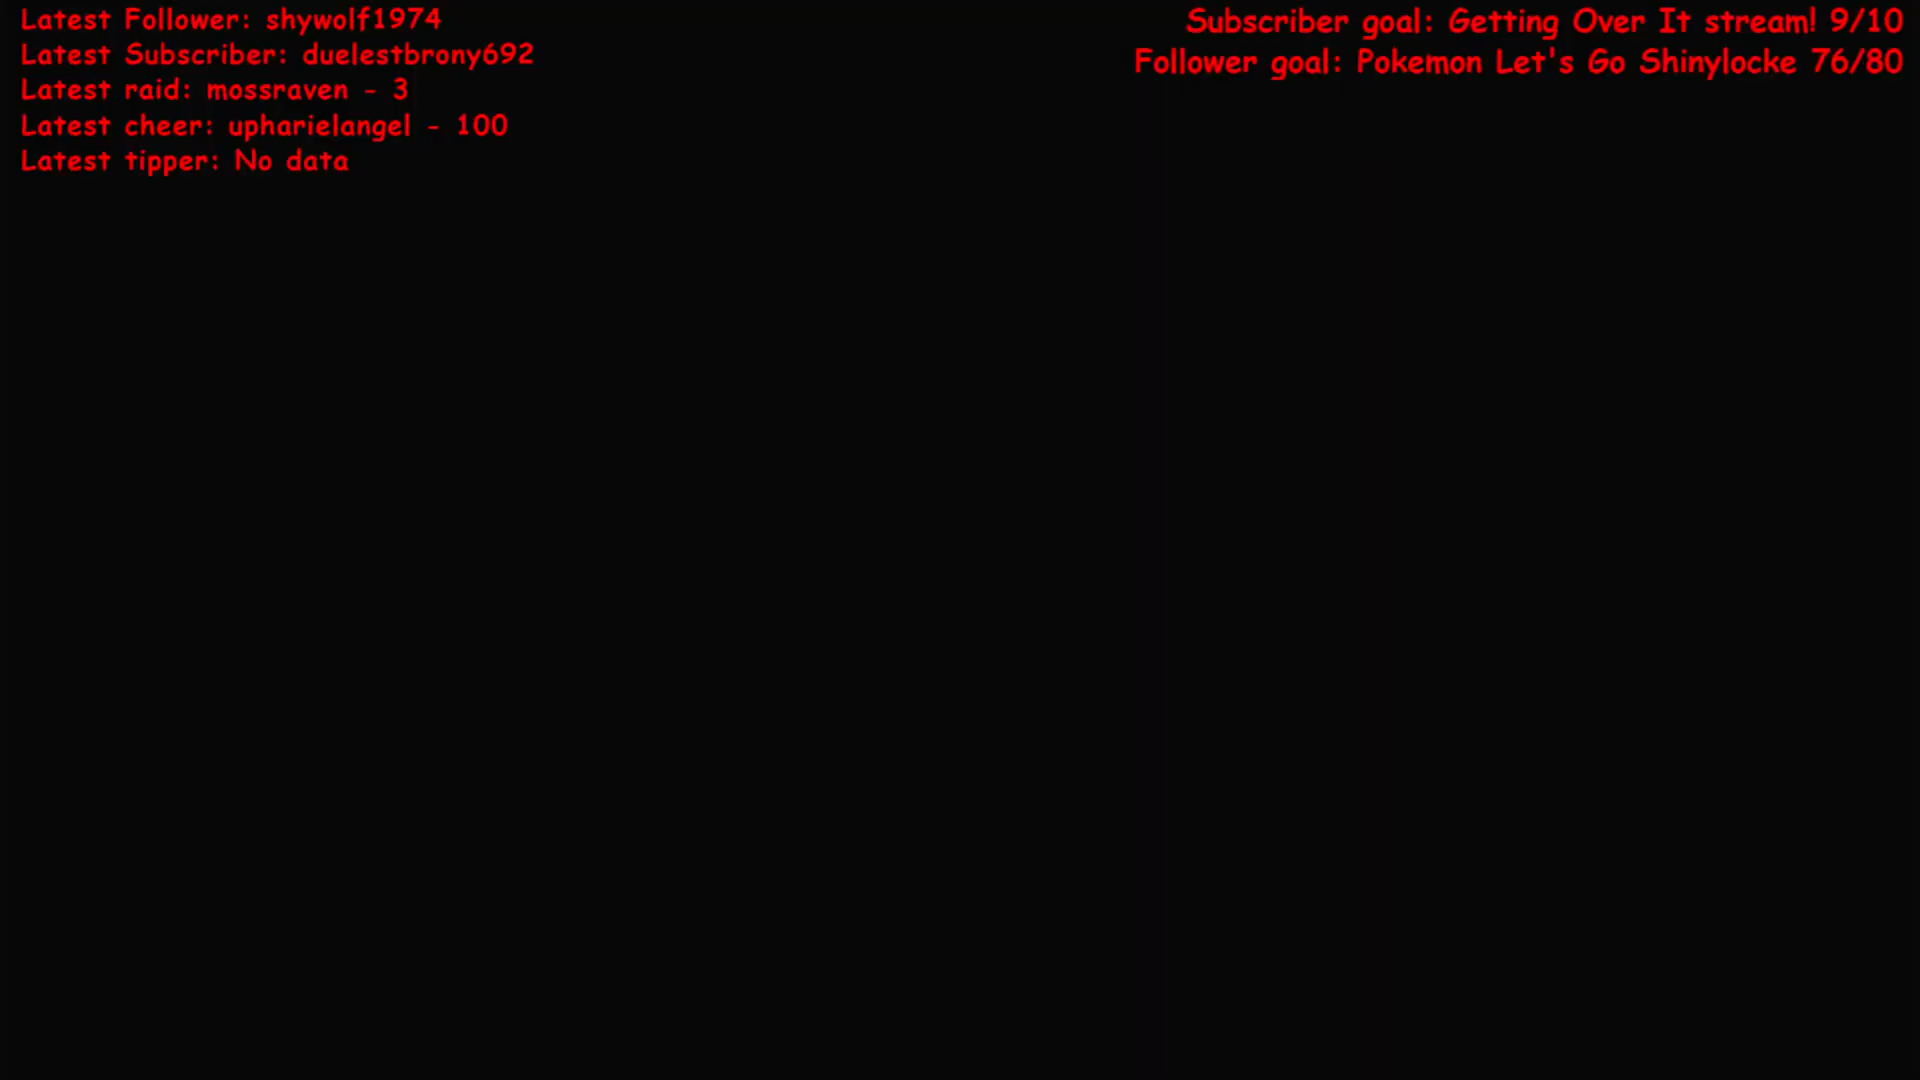 Latest Follower: shywolf1974
Latest Subscriber: duelestbrony692
Latest raid: mossraven - 3
Latest cheer: upharielangel - 100
Latest tipper: No data
Subscriber goal: Getting Over It stream! 9/10
Follower goal: Pokemon Let's Go Shinylocke 76/80